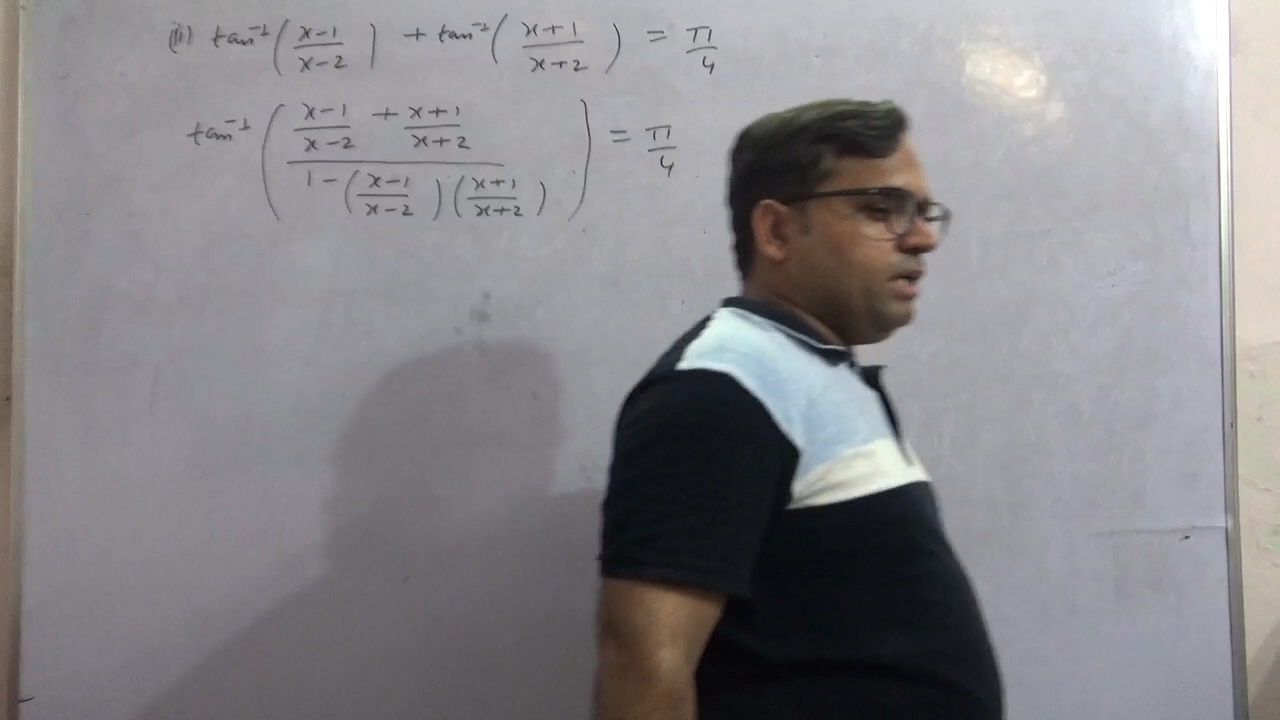 (ii) tan⁻¹((x-1)/(x-2)) + tan⁻¹((x+1)/(x+2)) = π/4
tan⁻¹(((x-1)/(x-2) + (x+1)/(x+2))/(1-((x-1)/(x-2))((x+1)/(x+2)))) = π/4